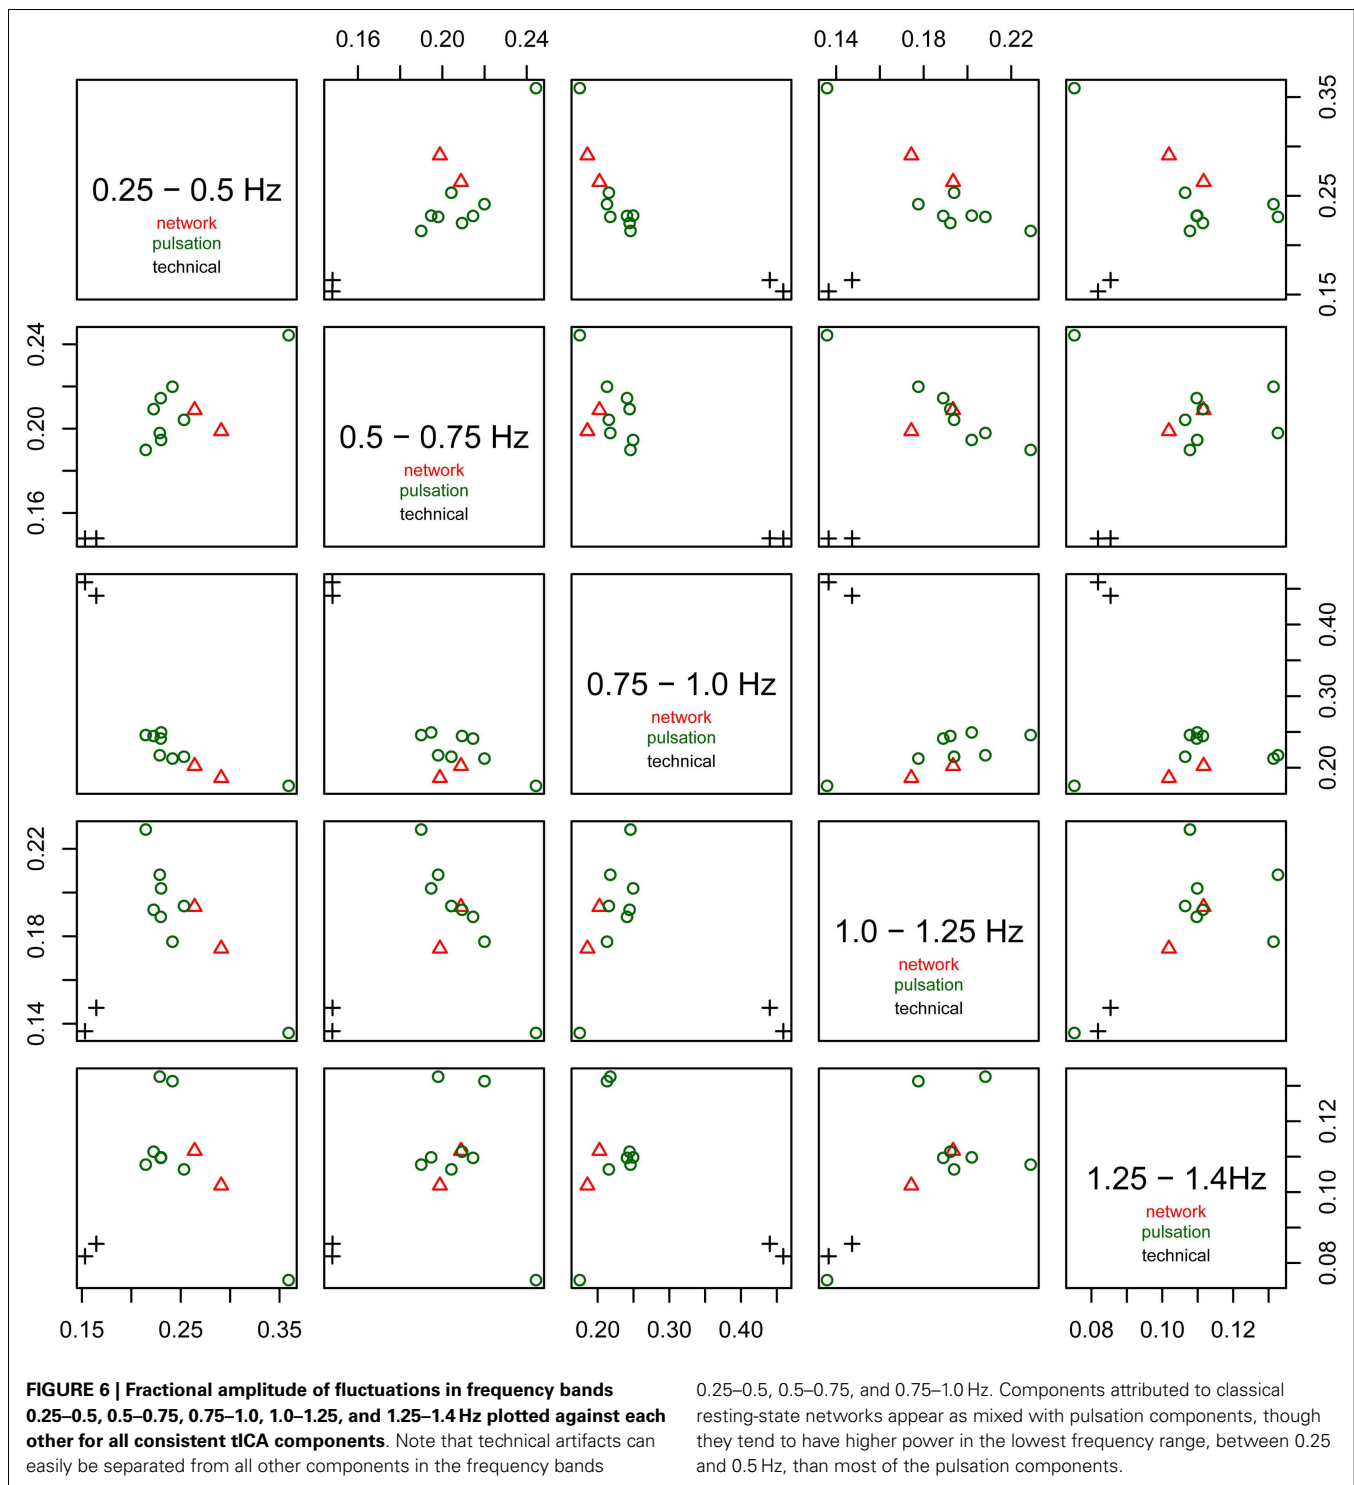 0.16 0.20 0.24 0.14 0.18 0.22
0.25 − 0.5 Hz
network
pulsation
technical
0.15 0.25 0.35
0.16 0.20 0.24
0.5 − 0.75 Hz
network
pulsation
technical
0.75 − 1.0 Hz
network
pulsation
technical
0.20 0.30 0.40
0.14 0.18 0.22
1.0 − 1.25 Hz
network
pulsation
technical
1.25 − 1.4Hz
network
pulsation
technical
0.08 0.10 0.12
0.15 0.25 0.35 0.20 0.30 0.40 0.08 0.10 0.12
FIGURE 6 | Fractional amplitude of fluctuations in frequency bands
0.25–0.5, 0.5–0.75, 0.75–1.0, 1.0–1.25, and 1.25–1.4 Hz plotted against each
other for all consistent tICA components. Note that technical artifacts can
easily be separated from all other components in the frequency bands
0.25–0.5, 0.5–0.75, and 0.75–1.0 Hz. Components attributed to classical
resting-state networks appear as mixed with pulsation components, though
they tend to have higher power in the lowest frequency range, between 0.25
and 0.5 Hz, than most of the pulsation components.